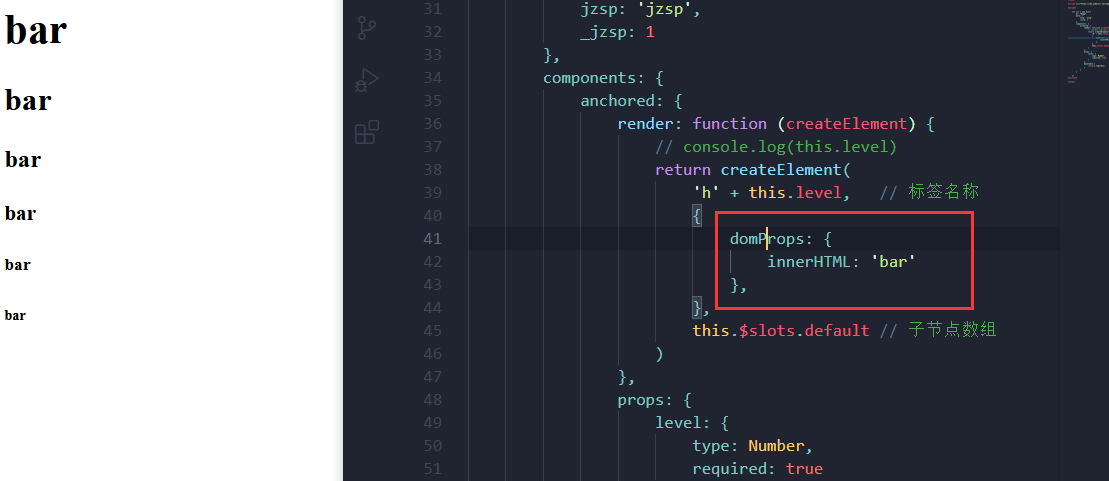 bar
bar
bar
bar
bar
bar
31 jzsp: 'jzsp',
32 _jzsp: 1
33 },
34 components: {
35 anchored: {
36 render: function (createElement) {
37 // console.log(this.level)
38 return createElement(
39 'h' + this.level, // 标签名称
40 {
41 domProps: {
42 innerHTML: 'bar'
43 },
44 },
45 this.$slots.default // 子节点数组
46 )
47 },
48 props: {
49 level: {
50 type: Number,
51 required: true